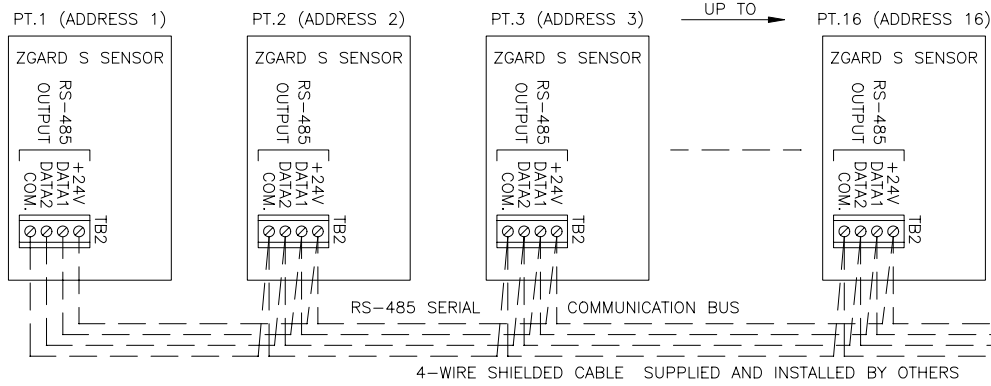 PT.1 (ADDRESS 1)
PT.2 (ADDRESS 2)
PT.3 (ADDRESS 3)
UP TO
PT.16 (ADDRESS 16)
ZGARD S SENSOR
RS-485
OUTPUT
+24V
DATA1
DATA2
COM.
TB2
ZGARD S SENSOR
RS-485
OUTPUT
+24V
DATA1
DATA2
COM.
TB2
ZGARD S SENSOR
RS-485
OUTPUT
+24V
DATA1
DATA2
COM.
TB2
ZGARD S SENSOR
RS-485
OUTPUT
+24V
DATA1
DATA2
COM.
TB2
RS-485 SERIAL COMMUNICATION BUS
4-WIRE SHIELDED CABLE SUPPLIED AND INSTALLED BY OTHERS